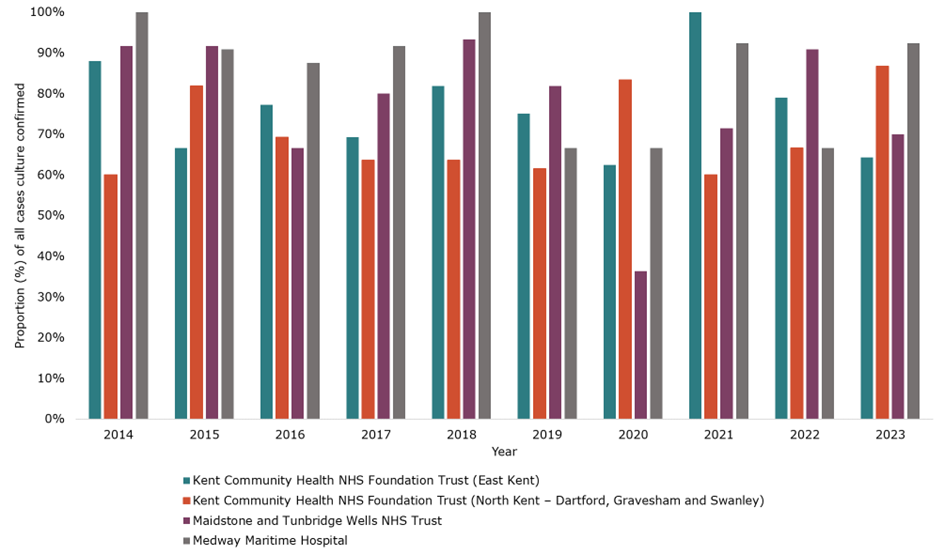 100%
90%
80%
70%
60%
50%
40%
30%
20%
10%
0%
Proportion (%) of all cases culture confirmed
2014 2015 2016 2017 2018 2019 2020 2021 2022 2023
Year
Kent Community Health NHS Foundation Trust (East Kent)
Kent Community Health NHS Foundation Trust (North Kent – Dartford, Gravesham and Swanley)
Maidstone and Tunbridge Wells NHS Trust
Medway Maritime Hospital